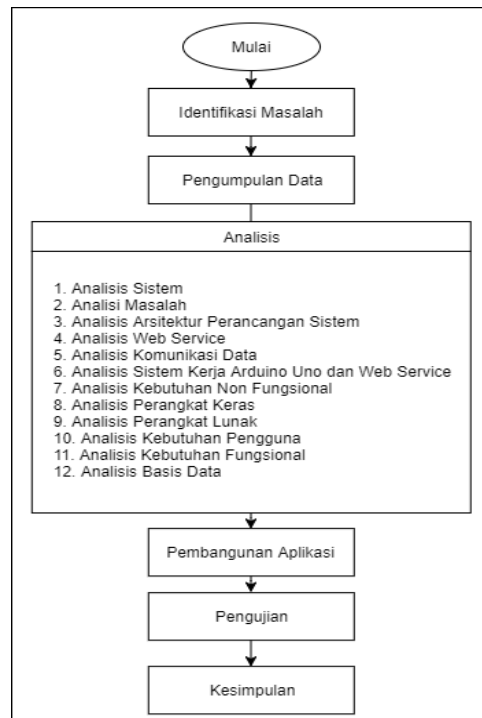 Mulai
Identifikasi Masalah
Pengumpulan Data
Analisis
1. Analisis Sistem
2. Analisi Masalah
3. Analisis Arsitektur Perancangan Sistem
4. Analisis Web Service
5. Analisis Komunikasi Data
6. Analisis Sistem Kerja Arduino Uno dan Web Service
7. Analisis Kebutuhan Non Fungsional
8. Analisis Perangkat Keras
9. Analisis Perangkat Lunak
10. Analisis Kebutuhan Pengguna
11. Analisis Kebutuhan Fungsional
12. Analisis Basis Data
Pembangunan Aplikasi
Pengujian
Kesimpulan